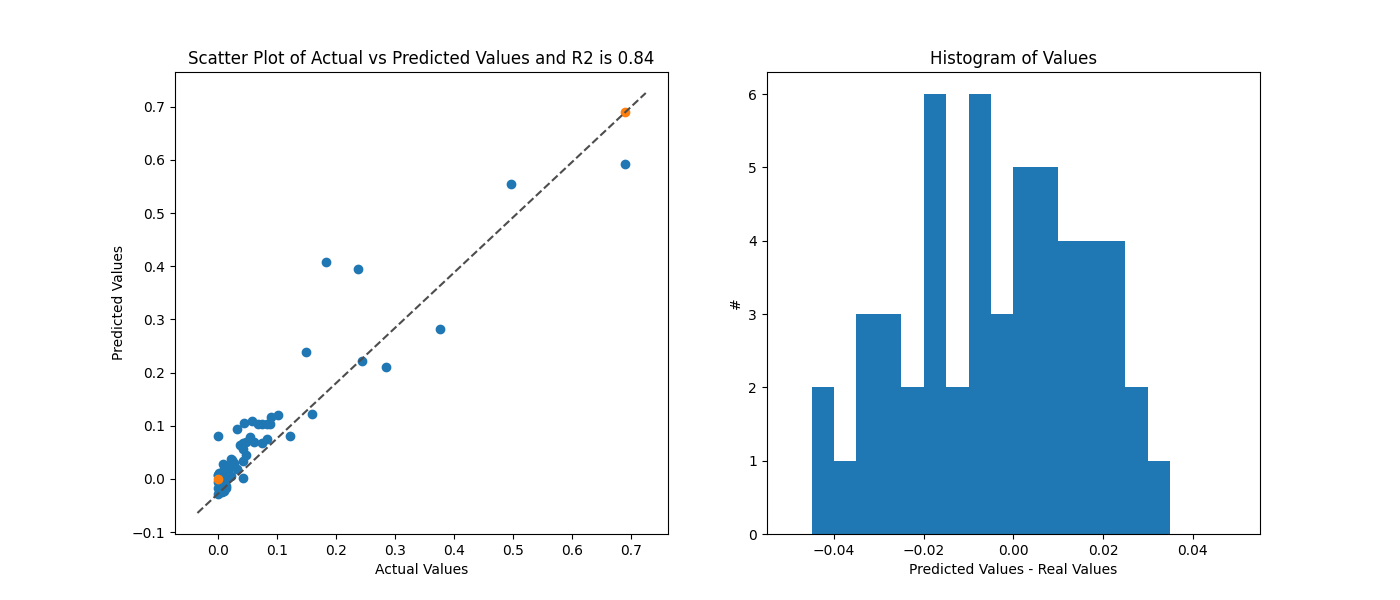 Scatter Plot of Actual vs Predicted Values and R2 is 0.84
Predicted Values
0.7
0.6
0.5
0.4
0.3
0.2
0.1
0.0
−0.1
0.0 0.1 0.2 0.3 0.4 0.5 0.6 0.7
Actual Values
Histogram of Values
#
6
5
4
3
2
1
0
−0.04 −0.02 0.00 0.02 0.04
Predicted Values - Real Values